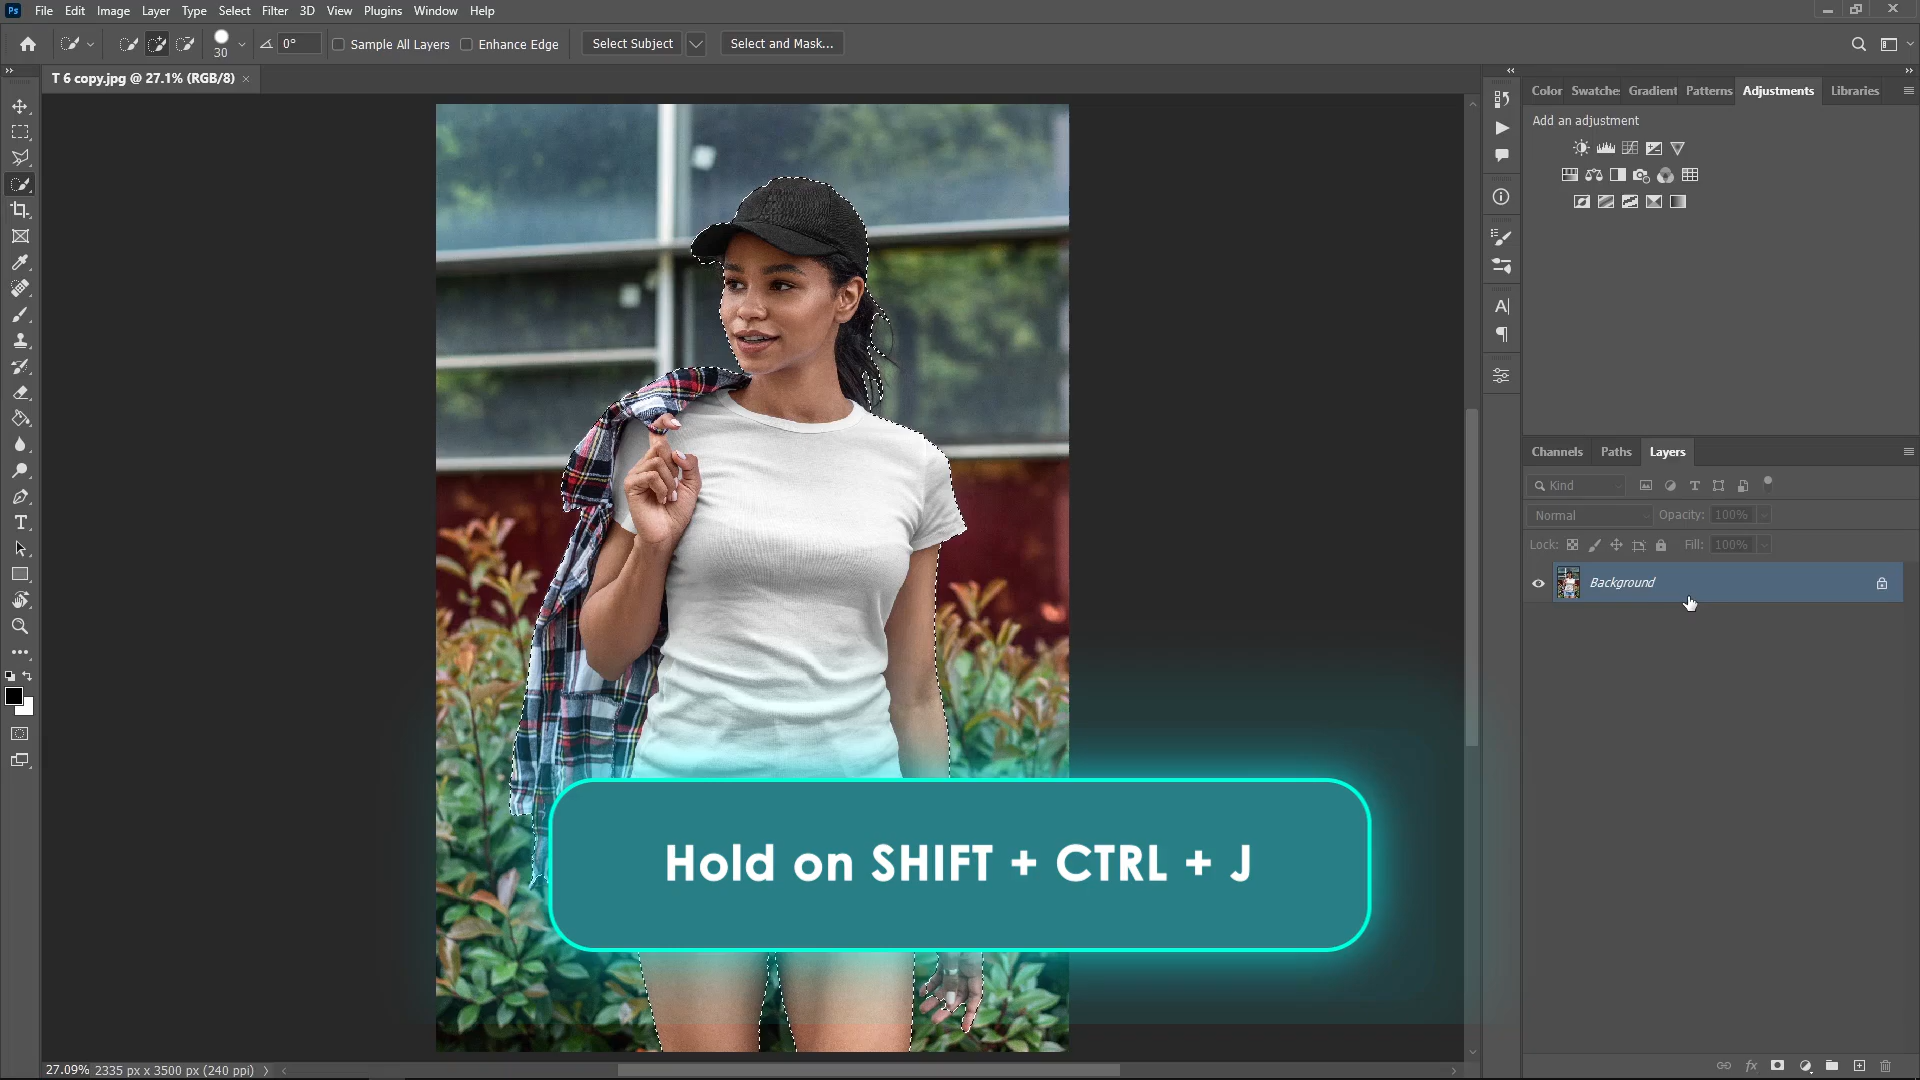 Ps File Edit Image Layer Type Select Filter 3D View Plugins Window Help
30 0° Sample All Layers Enhance Edge Select Subject Select and Mask...
T 6 copy.jpg @ 27.1% (RGB/8) ×
Color Swatche Gradient Patterns Adjustments Libraries
Add an adjustment
Channels Paths Layers
Kind
Normal Opacity: 100%
Lock: Fill: 100%
Background
Hold on SHIFT + CTRL + J
27.09% 2335 px x 3500 px (240 ppi)